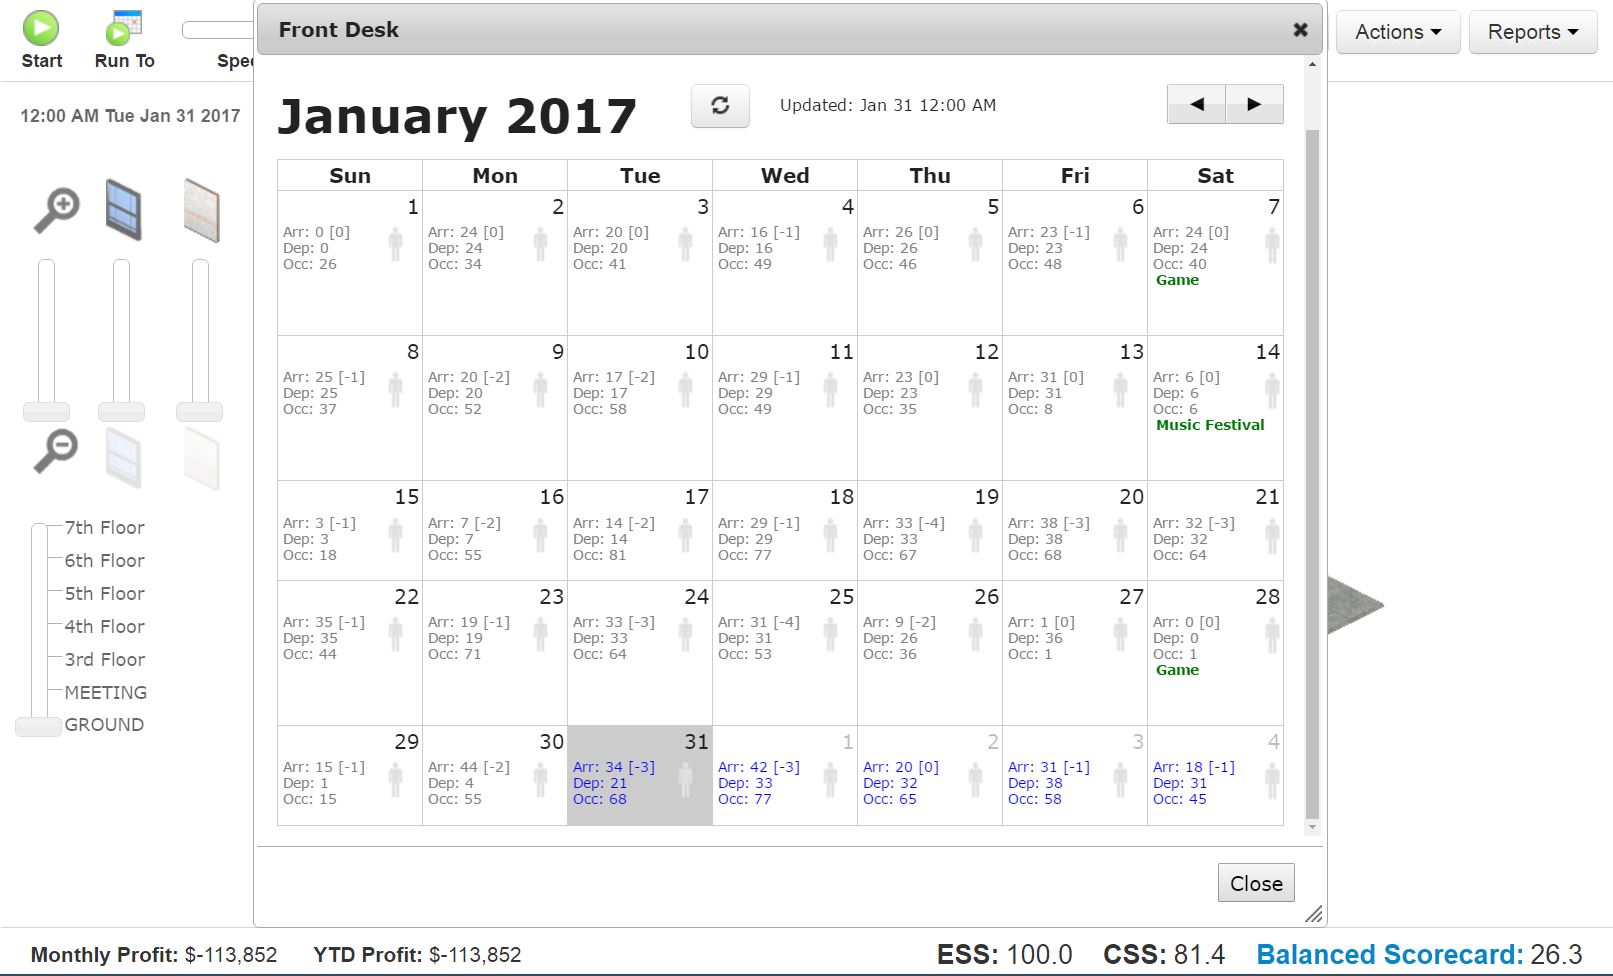 Start
Run To
Spee
Front Desk
Actions
Reports
12:00 AM Tue Jan 31 2017
January 2017
Updated: Jan 31 12:00 AM
Sun Mon Tue Wed Thu Fri Sat
1 2 3 4 5 6 7
Arr: 0 [0] Arr: 24 [0] Arr: 20 [0] Arr: 16 [-1] Arr: 26 [0] Arr: 23 [-1] Arr: 24 [0]
Dep: 0 Dep: 24 Dep: 20 Dep: 16 Dep: 26 Dep: 23 Dep: 24
Occ: 26 Occ: 34 Occ: 41 Occ: 49 Occ: 46 Occ: 48 Occ: 40
Game
8 9 10 11 12 13 14
Arr: 25 [-1] Arr: 20 [-2] Arr: 17 [-2] Arr: 29 [-1] Arr: 23 [0] Arr: 31 [0] Arr: 6 [0]
Dep: 25 Dep: 20 Dep: 17 Dep: 29 Dep: 23 Dep: 31 Dep: 6
Occ: 37 Occ: 52 Occ: 58 Occ: 49 Occ: 35 Occ: 8 Occ: 6
Music Festival
15 16 17 18 19 20 21
Arr: 3 [-1] Arr: 7 [-2] Arr: 14 [-2] Arr: 29 [-1] Arr: 33 [-4] Arr: 38 [-3] Arr: 32 [-3]
Dep: 3 Dep: 7 Dep: 14 Dep: 29 Dep: 33 Dep: 38 Dep: 32
Occ: 18 Occ: 55 Occ: 81 Occ: 77 Occ: 67 Occ: 68 Occ: 64
22 23 24 25 26 27 28
Arr: 35 [-1] Arr: 19 [-1] Arr: 33 [-3] Arr: 31 [-4] Arr: 9 [-2] Arr: 1 [0] Arr: 0 [0]
Dep: 35 Dep: 19 Dep: 33 Dep: 31 Dep: 26 Dep: 36 Dep: 0
Occ: 44 Occ: 71 Occ: 64 Occ: 53 Occ: 36 Occ: 1 Occ: 1
Game
29 30 31 1 2 3 4
Arr: 15 [-1] Arr: 44 [-2] Arr: 34 [-3] Arr: 42 [-3] Arr: 20 [0] Arr: 31 [-1] Arr: 18 [-1]
Dep: 1 Dep: 4 Dep: 21 Dep: 33 Dep: 32 Dep: 38 Dep: 31
Occ: 15 Occ: 55 Occ: 68 Occ: 77 Occ: 65 Occ: 58 Occ: 45
7th Floor
6th Floor
5th Floor
4th Floor
3rd Floor
MEETING
GROUND
Close
Monthly Profit: $-113,852 YTD Profit: $-113,852 ESS: 100.0 CSS: 81.4 Balanced Scorecard: 26.3